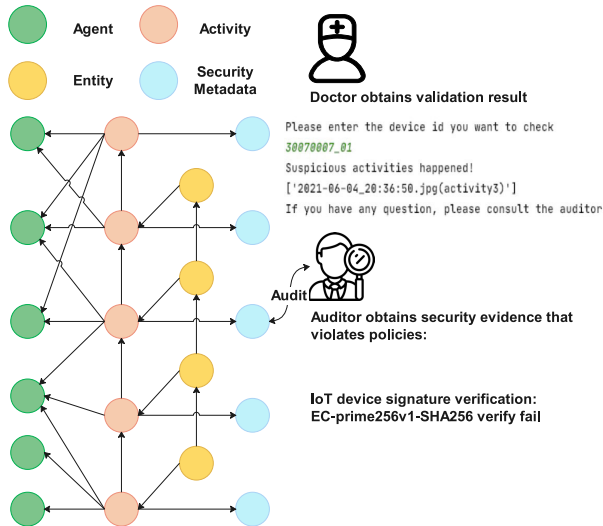 Agent
Activity
Entity
Security
Metadata
Doctor obtains validation result
Please enter the device id you want to check
30070007_01
Suspicious activities happened!
['2021-06-04_20:36:50.jpg(activity3)']
If you have any question, please consult the auditor
Audit
Auditor obtains security evidence that
violates policies:
IoT device signature verification:
EC-prime256v1-SHA256 verify fail